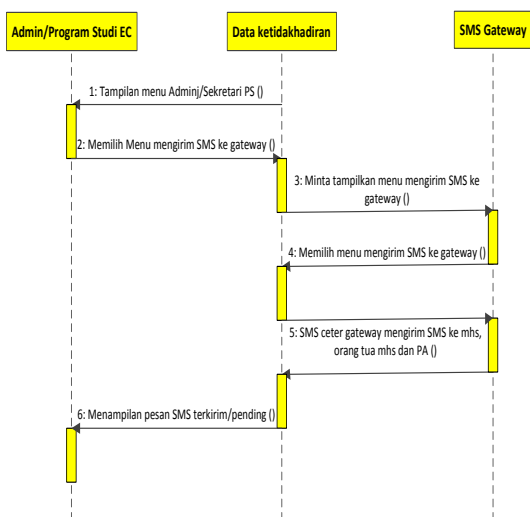 Admin/Program Studi EC
Data ketidakhadiran
SMS Gateway
1: Tampilan menu Adminj/Sekretari PS ()
2: Memilih Menu mengirim SMS ke gateway ()
3: Minta tampilkan menu mengirim SMS ke
gateway ()
4: Memilih menu mengirim SMS ke gateway ()
5: SMS ceter gateway mengirim SMS ke mhs,
orang tua mhs dan PA ()
6: Menampilan pesan SMS terkirim/pending ()